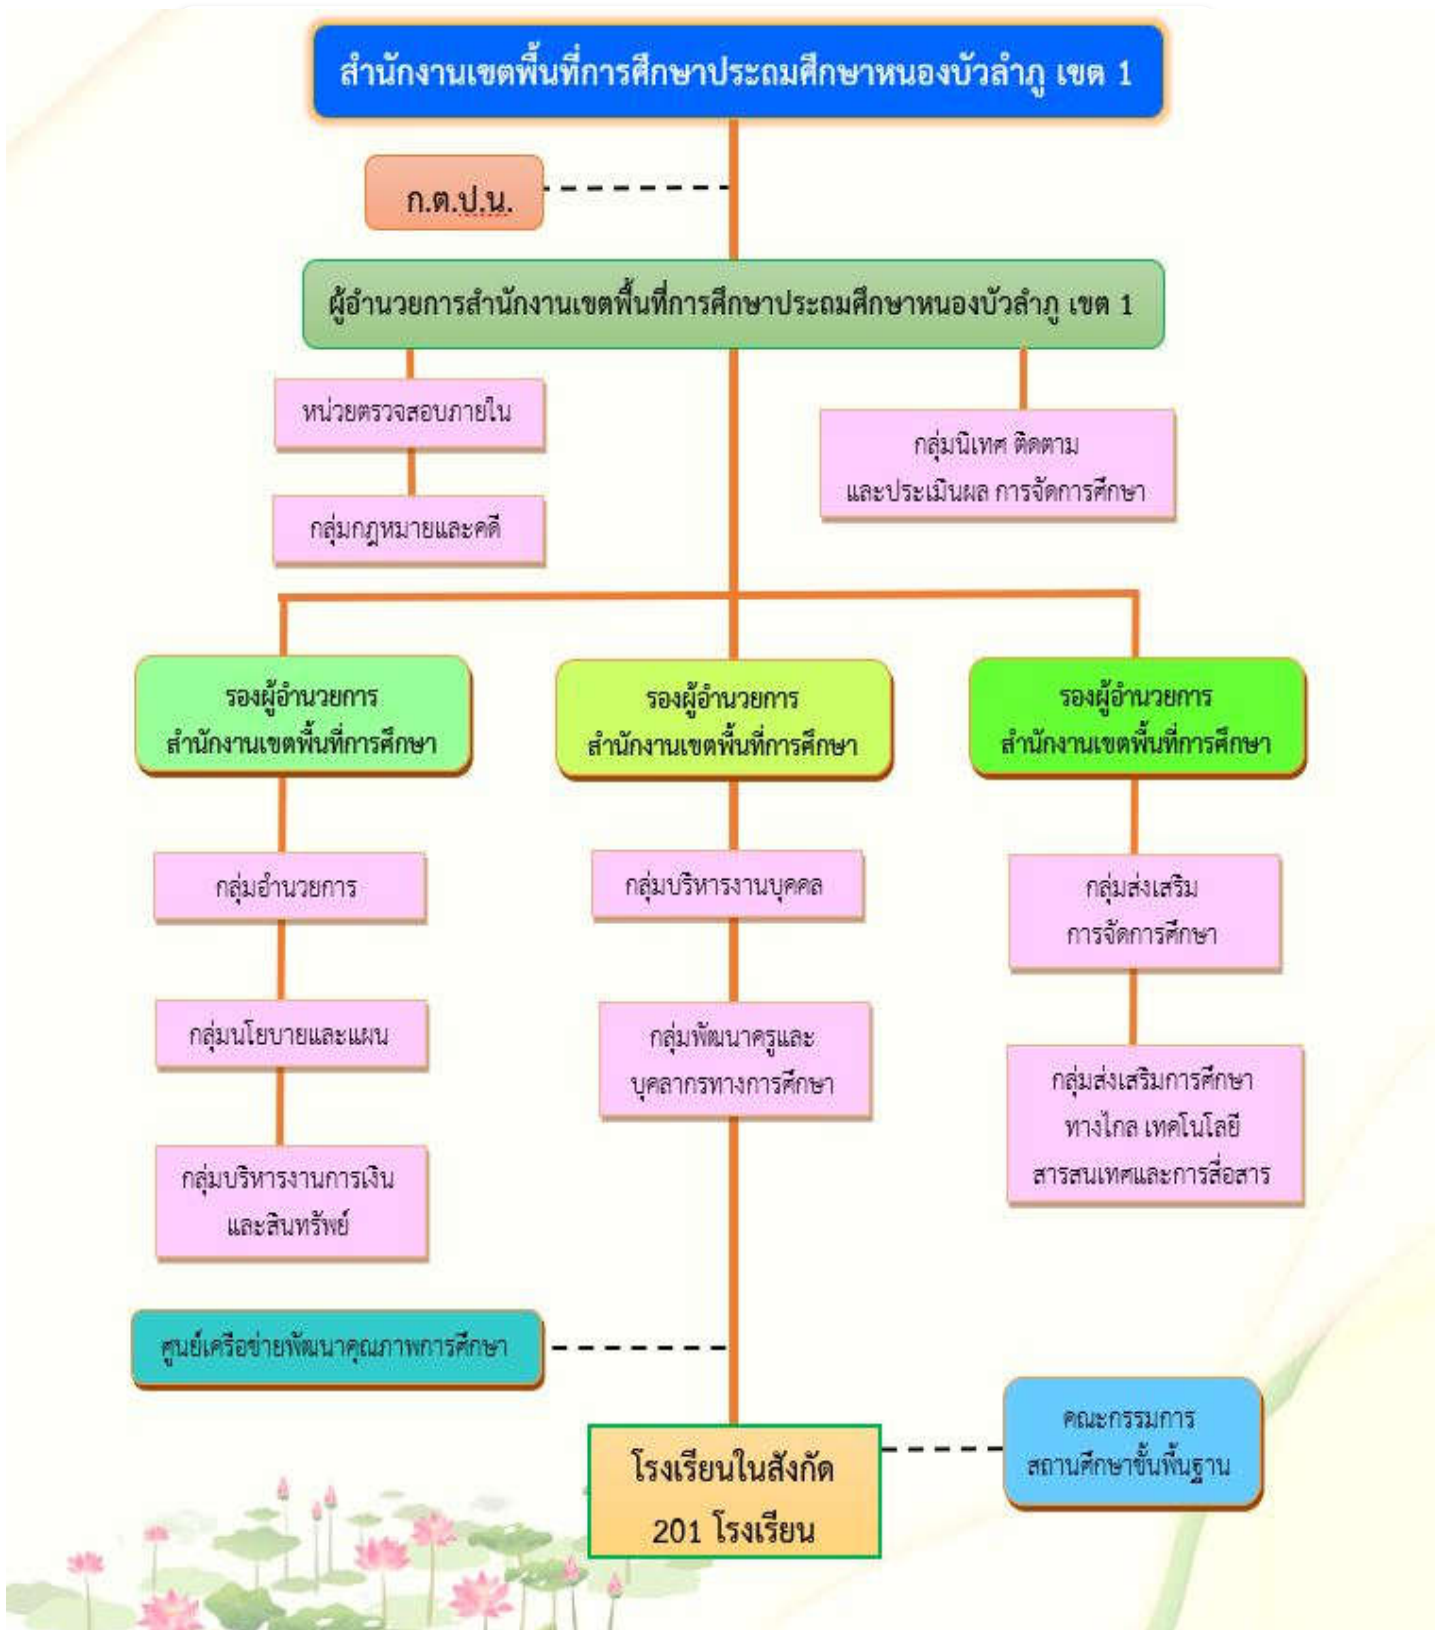 สำนักงานเขตพื้นที่การศึกษาประถมศึกษาหนองบัวลำภู เขต 1
ก.ต.ป.น.
ผู้อำนวยการสำนักงานเขตพื้นที่การศึกษาประถมศึกษาหนองบัวลำภู เขต 1
หน่วยตรวจสอบภายใน
กลุ่มนิเทศ ติดตาม
และประเมินผล การจัดการศึกษา
กลุ่มกฎหมายและคดี
รองผู้อำนวยการ
สำนักงานเขตพื้นที่การศึกษา
รองผู้อำนวยการ
สำนักงานเขตพื้นที่การศึกษา
รองผู้อำนวยการ
สำนักงานเขตพื้นที่การศึกษา
กลุ่มอำนวยการ
กลุ่มบริหารงานบุคคล
กลุ่มส่งเสริม
การจัดการศึกษา
กลุ่มนโยบายและแผน
กลุ่มพัฒนาครูและ
บุคลากรทางการศึกษา
กลุ่มส่งเสริมการศึกษา
ทางไกล เทคโนโลยี
สารสนเทศและการสื่อสาร
กลุ่มบริหารงานการเงิน
และสินทรัพย์
ศูนย์เครือข่ายพัฒนาคุณภาพการศึกษา
คณะกรรมการ
สถานศึกษาขั้นพื้นฐาน
โรงเรียนในสังกัด
201 โรงเรียน